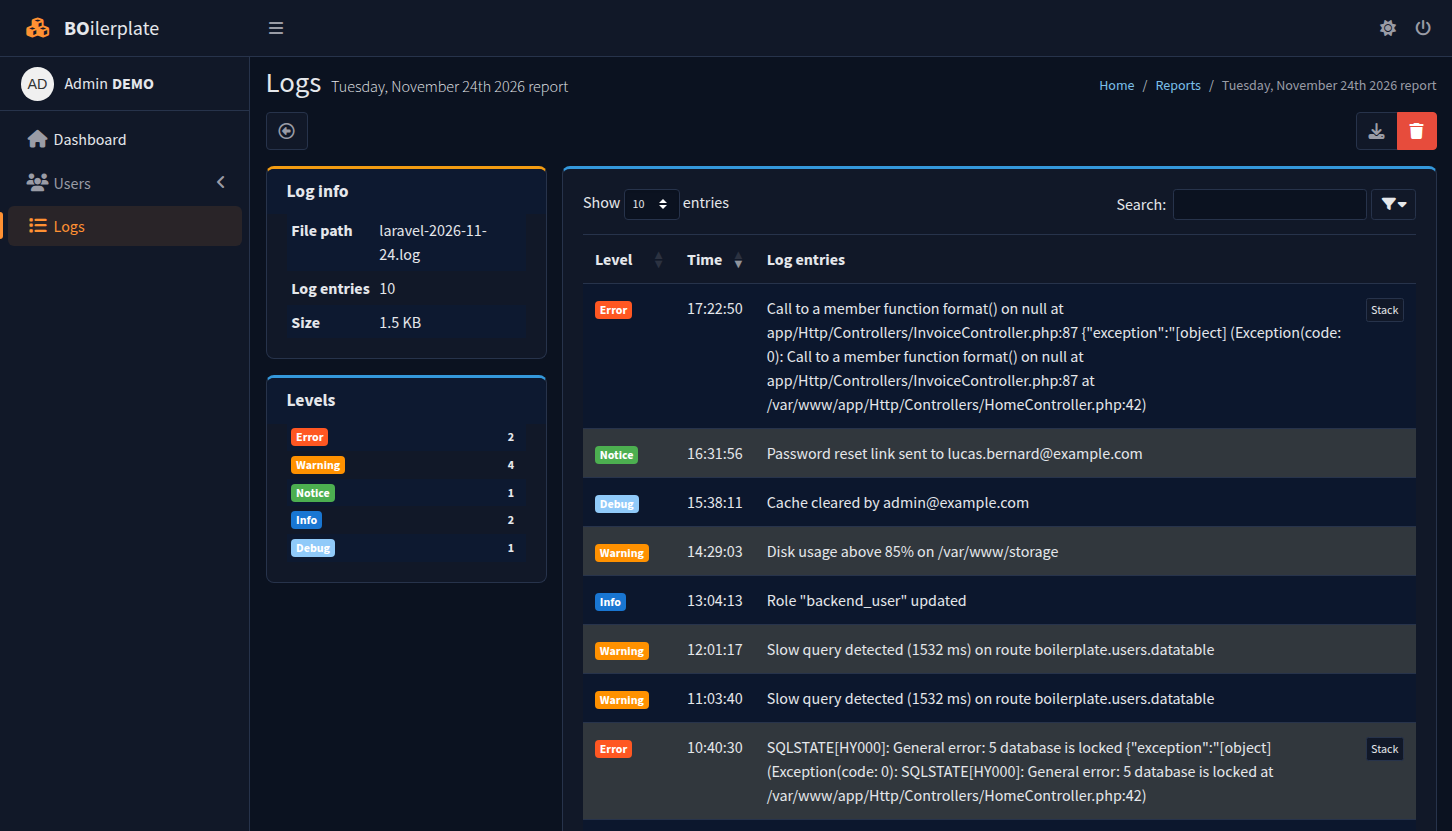 BOilerplate
AD
Admin DEMO
Dashboard
Users
Logs
Logs Tuesday, November 24th 2026 report
Home / Reports / Tuesday, November 24th 2026 report
Log info
File path laravel-2026-11-
24.log
Log entries 10
Size 1.5 KB
Levels
Error 2
Warning 4
Notice 1
Info 2
Debug 1
Show 10 entries
Search:
Level Time Log entries
Error 17:22:50 Call to a member function format() on null at Stack
app/Http/Controllers/InvoiceController.php:87 {"exception":"[object] (Exception(code:
0): Call to a member function format() on null at
app/Http/Controllers/InvoiceController.php:87 at
/var/www/app/Http/Controllers/HomeController.php:42)
Notice 16:31:56 Password reset link sent to lucas.bernard@example.com
Debug 15:38:11 Cache cleared by admin@example.com
Warning 14:29:03 Disk usage above 85% on /var/www/storage
Info 13:04:13 Role "backend_user" updated
Warning 12:01:17 Slow query detected (1532 ms) on route boilerplate.users.datatable
Warning 11:03:40 Slow query detected (1532 ms) on route boilerplate.users.datatable
Error 10:40:30 SQLSTATE[HY000]: General error: 5 database is locked {"exception":"[object] Stack
(Exception(code: 0): SQLSTATE[HY000]: General error: 5 database is locked at
/var/www/app/Http/Controllers/HomeController.php:42)